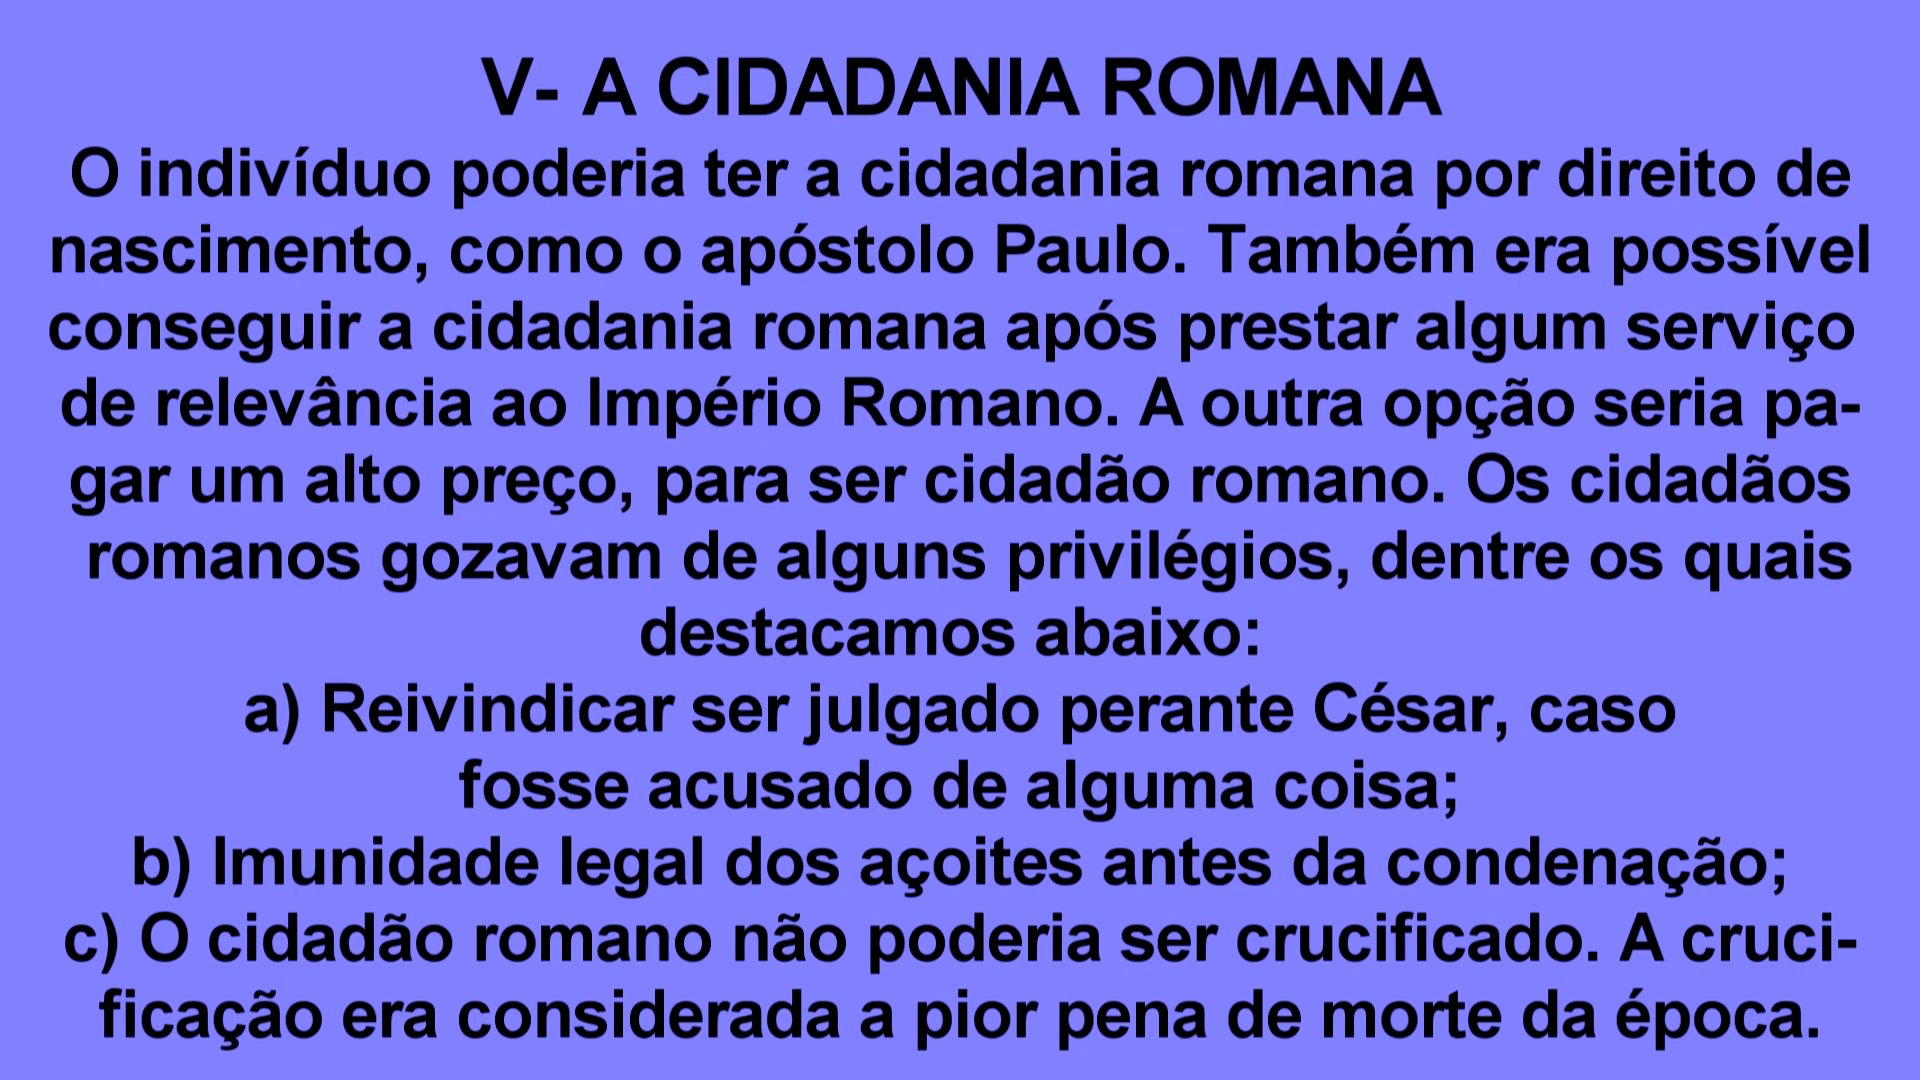 V- A CIDADANIA ROMANA
O indivíduo poderia ter a cidadania romana por direito de
nascimento, como o apóstolo Paulo. Também era possível
conseguir a cidadania romana após prestar algum serviço
de relevância ao Império Romano. A outra opção seria pa-
gar um alto preço, para ser cidadão romano. Os cidadãos
romanos gozavam de alguns privilégios, dentre os quais
destacamos abaixo:
a) Reivindicar ser julgado perante César, caso
fosse acusado de alguma coisa;
b) Imunidade legal dos açoites antes da condenação;
c) O cidadão romano não poderia ser crucificado. A cruci-
ficação era considerada a pior pena de morte da época.